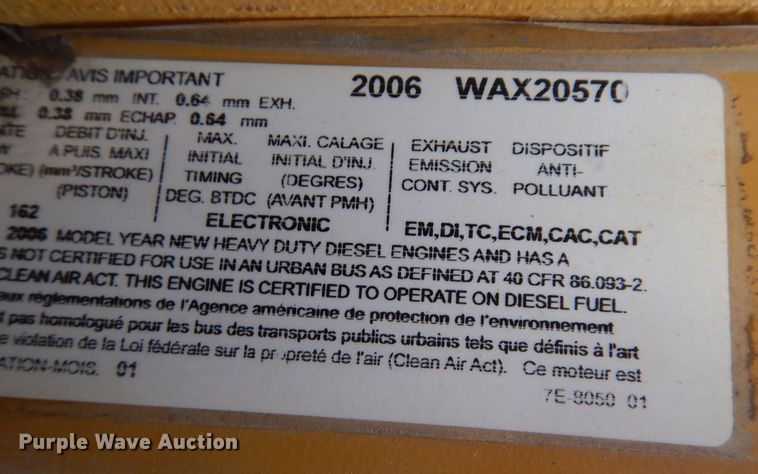 2006 WAX20570
AVIS IMPORTANT
0.38 mm INT. 0.64 mm EXH.
0.38 mm ECHAP. 0.64 mm
DEBIT D'INJ. MAX. MAXI. CALAGE EXHAUST DISPOSITIF
A PUIS. MAXI INITIAL INITIAL D'INJ. EMISSION ANTI-
(mm³/STROKE) TIMING (DEGRES) CONT. SYS. POLLUANT
(PISTON) DEG. BTDC (AVANT PMH)
162 ELECTRONIC EM,DI,TC,ECM,CAC,CAT
2006 MODEL YEAR NEW HEAVY DUTY DIESEL ENGINES AND HAS A
S NOT CERTIFIED FOR USE IN AN URBAN BUS AS DEFINED AT 40 CFR 86.093-2.
CLEAN AIR ACT. THIS ENGINE IS CERTIFIED TO OPERATE ON DIESEL FUEL.
aux réglementations de l'Agence américaine de protection de l'environnement
t pas homologué pour les bus des transports publics urbains tels que définis à l'art
e violation de la Loi fédérale sur la propreté de l'air (Clean Air Act). Ce moteur est
ATION-MOIS. 01
7E-8050 01
Purple Wave Auction